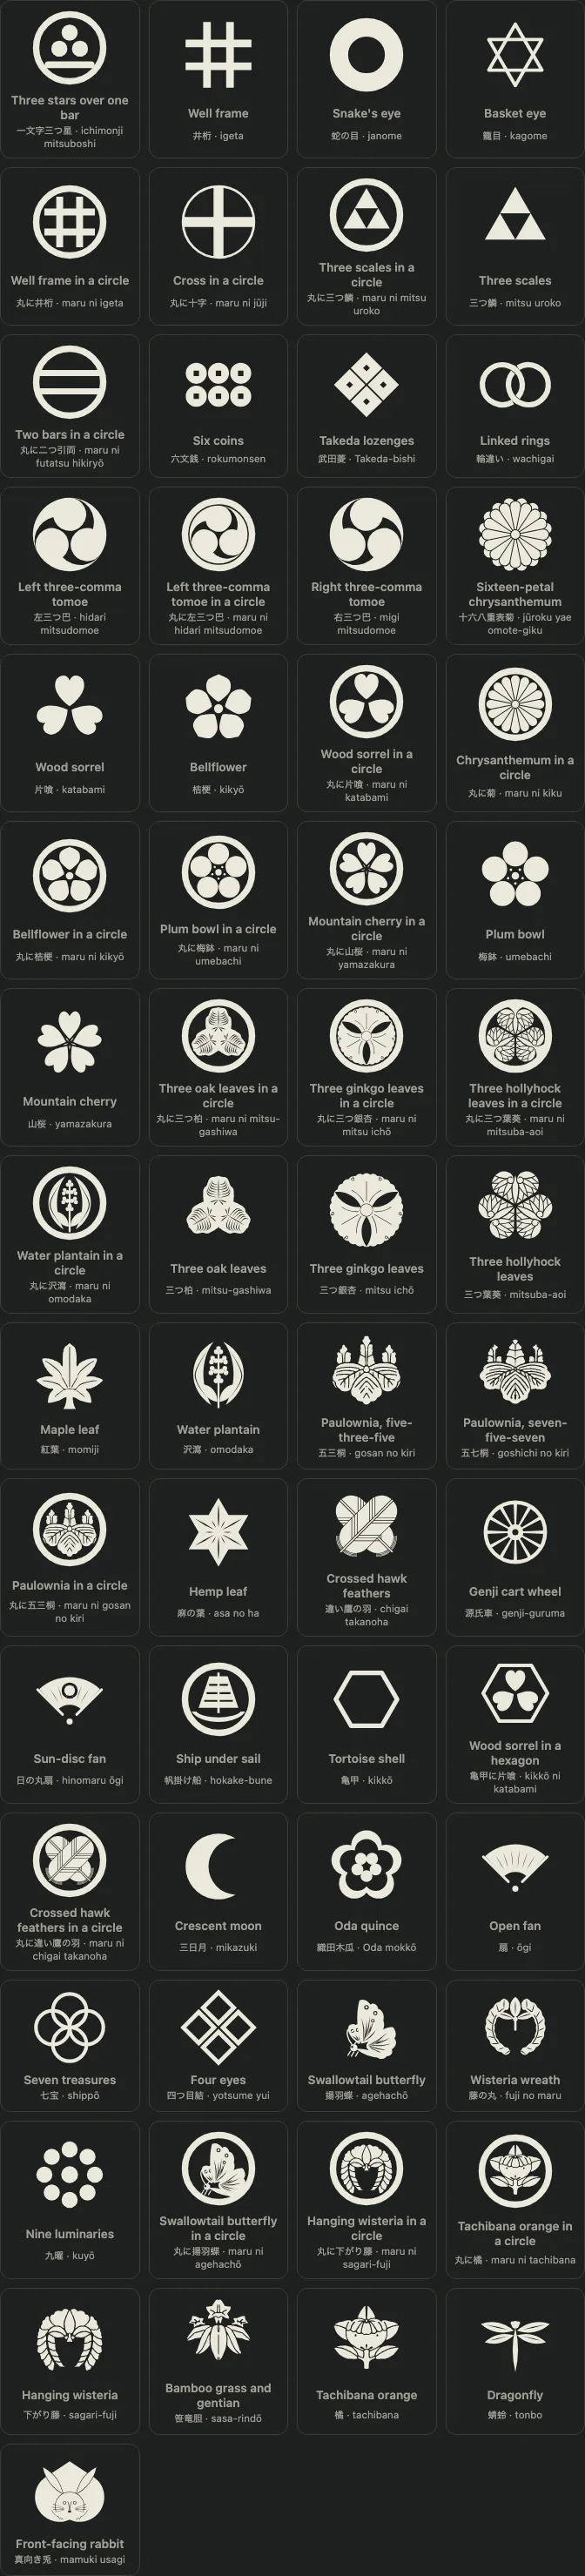 Three stars over one
bar
一文字三つ星 · ichimonji
mitsuboshi
Well frame
井桁 · igeta
Snake's eye
蛇の目 · janome
Basket eye
籠目 · kagome
Well frame in a circle
丸に井桁 · maru ni igeta
Cross in a circle
丸に十字 · maru ni jūji
Three scales in a
circle
丸に三つ鱗 · maru ni mitsu
uroko
Three scales
三つ鱗 · mitsu uroko
Two bars in a circle
丸に二つ引両 · maru ni
futatsu hikiryō
Six coins
六文銭 · rokumonsen
Takeda lozenges
武田菱 · Takeda-bishi
Linked rings
輪違い · wachigai
Left three-comma
tomoe
左三つ巴 · hidari
mitsudomoe
Left three-comma
tomoe in a circle
丸に左三つ巴 · maru ni
hidari mitsudomoe
Right three-comma
tomoe
右三つ巴 · migi
mitsudomoe
Sixteen-petal
chrysanthemum
十六八重表菊 · jūroku yae
omote-giku
Wood sorrel
片喰 · katabami
Bellflower
桔梗 · kikyō
Wood sorrel in a
circle
丸に片喰 · maru ni
katabami
Chrysanthemum in a
circle
丸に菊 · maru ni kiku
Bellflower in a circle
丸に桔梗 · maru ni kikyō
Plum bowl in a circle
丸に梅鉢 · maru ni
umebachi
Mountain cherry in a
circle
丸に山桜 · maru ni
yamazakura
Plum bowl
梅鉢 · umebachi
Mountain cherry
山桜 · yamazakura
Three oak leaves in a
circle
丸に三つ柏 · maru ni mitsu-
gashiwa
Three ginkgo leaves
in a circle
丸に三つ銀杏 · maru ni
mitsu ichō
Three hollyhock
leaves in a circle
丸に三つ葉葵 · maru ni
mitsuba-aoi
Water plantain in a
circle
丸に沢瀉 · maru ni
omodaka
Three oak leaves
三つ柏 · mitsu-gashiwa
Three ginkgo leaves
三つ銀杏 · mitsu ichō
Three hollyhock
leaves
三つ葉葵 · mitsuba-aoi
Maple leaf
紅葉 · momiji
Water plantain
沢瀉 · omodaka
Paulownia, five-
three-five
五三桐 · gosan no kiri
Paulownia, seven-
five-seven
五七桐 · goshichi no kiri
Paulownia in a circle
丸に五三桐 · maru ni gosan
no kiri
Hemp leaf
麻の葉 · asa no ha
Crossed hawk
feathers
違い鷹の羽 · chigai
takanoha
Genji cart wheel
源氏車 · genji-guruma
Sun-disc fan
日の丸扇 · hinomaru ōgi
Ship under sail
帆掛け船 · hokake-bune
Tortoise shell
亀甲 · kikkō
Wood sorrel in a
hexagon
亀甲に片喰 · kikkō ni
katabami
Crossed hawk
feathers in a circle
丸に違い鷹の羽 · maru ni
chigai takanoha
Crescent moon
三日月 · mikazuki
Oda quince
織田木瓜 · Oda mokkō
Open fan
扇 · ōgi
Seven treasures
七宝 · shippō
Four eyes
四つ目結 · yotsume yui
Swallowtail butterfly
揚羽蝶 · agehachō
Wisteria wreath
藤の丸 · fuji no maru
Nine luminaries
九曜 · kuyō
Swallowtail butterfly
in a circle
丸に揚羽蝶 · maru ni
agehachō
Hanging wisteria in a
circle
丸に下がり藤 · maru ni
sagari-fuji
Tachibana orange in
a circle
丸に橘 · maru ni tachibana
Hanging wisteria
下がり藤 · sagari-fuji
Bamboo grass and
gentian
笹竜胆 · sasa-rindō
Tachibana orange
橘 · tachibana
Dragonfly
蜻蛉 · tonbo
Front-facing rabbit
真向き兎 · mamuki usagi